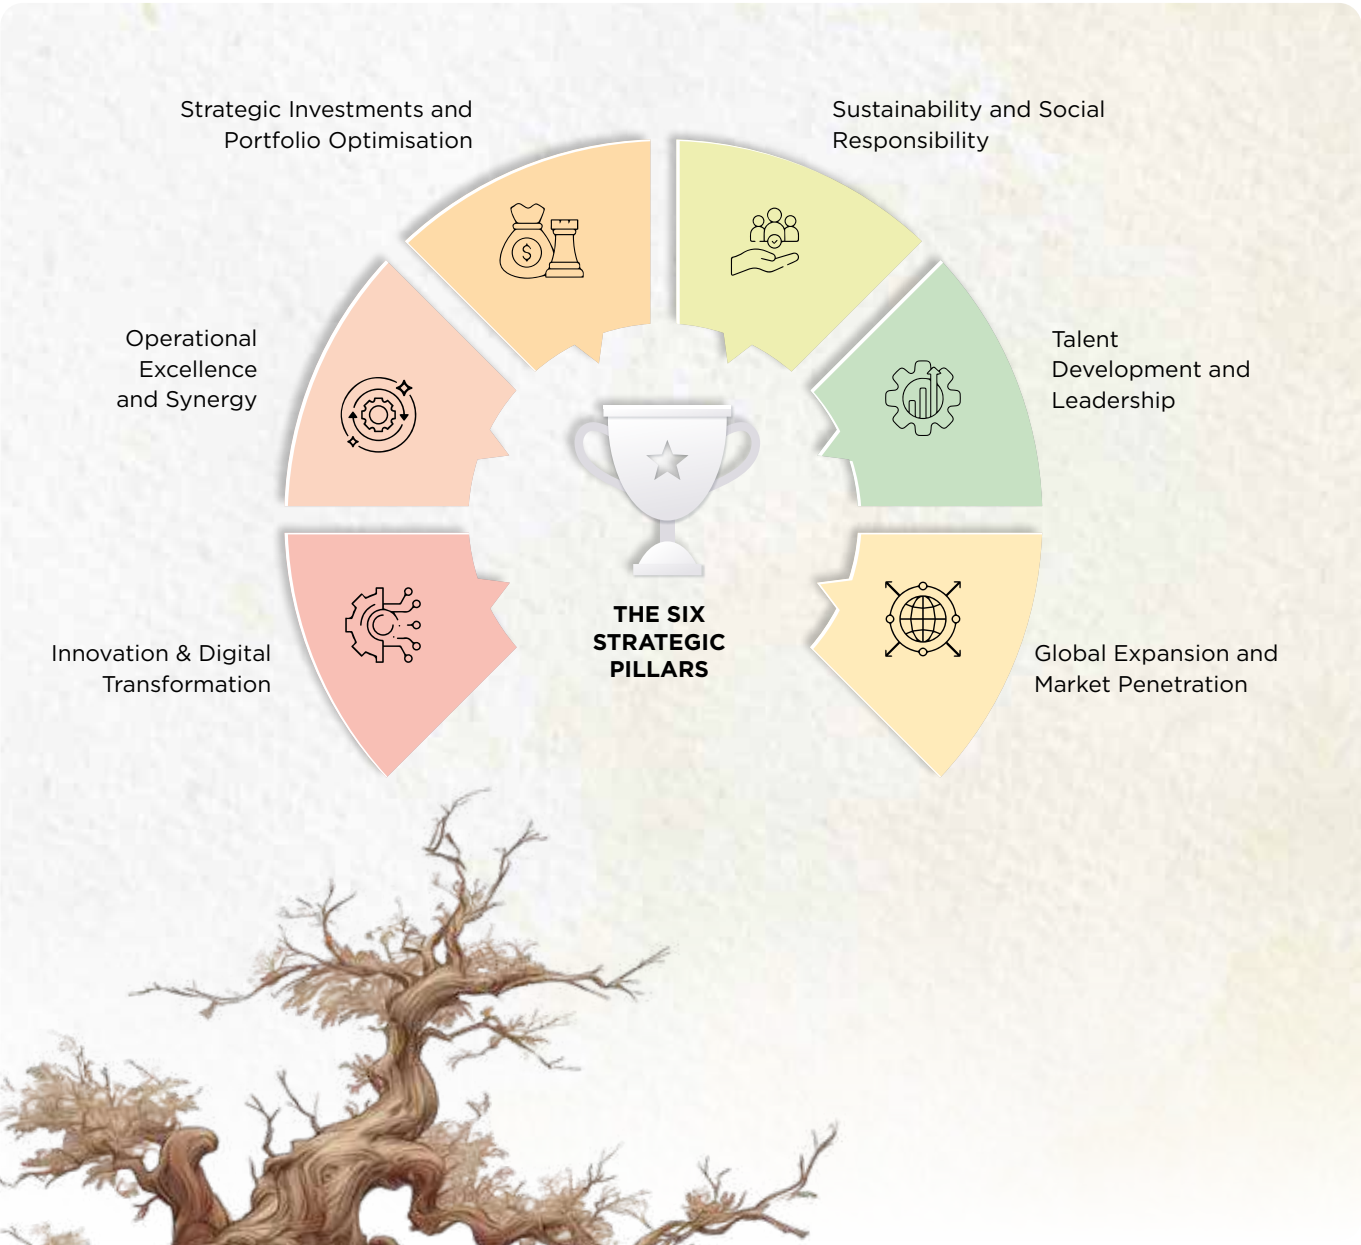 Strategic Investments and
Portfolio Optimisation
Sustainability and Social
Responsibility
Operational
Excellence
and Synergy
Talent
Development and
Leadership
THE SIX
STRATEGIC
PILLARS
Innovation & Digital
Transformation
Global Expansion and
Market Penetration
$